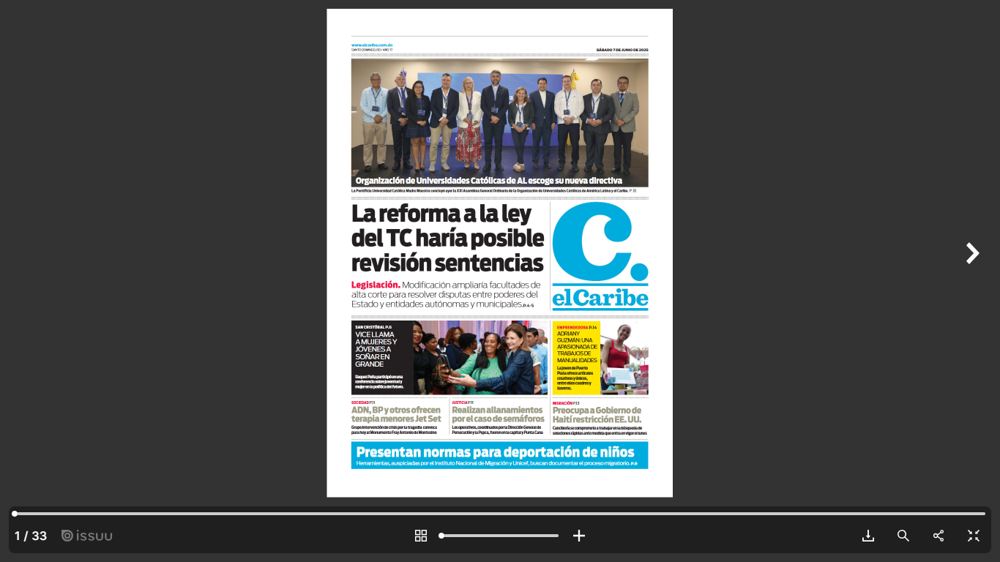 www.elcaribe.com.do
SANTO DOMINGO, RD / AÑO 77
SÁBADO 7 DE JUNIO DE 2025
Organización de Universidades Católicas de AL escoge su nueva directiva
La Pontificia Universidad Católica Madre Maestra concluyó ayer la XXI Asamblea General Ordinaria de la Organización de Universidades Católicas de América Latina y el Caribe. P.10
La reforma a la ley
del TC haría posible
revisión sentencias
Legislación. Modificación ampliaría facultades de
alta corte para resolver disputas entre poderes del
Estado y entidades autónomas y municipales.P.4-5
C.
elCaribe
SAN CRISTÓBAL P.6
VICE LLAMA
A MUJERES Y
JÓVENES A
SOÑAR EN
GRANDE
Raquel Peña participó en una
conferencia sobre juventud y
mujer en la política del futuro.
EMPRENDEDORA P.14
ADRIANY
GUZMÁN: UNA
APASIONADA DE
TRABAJOS DE
MANUALIDADES
La joven de Puerto
Plata ofrece artículos
creativos y únicos,
entre ellos cuadros y
llaveros.
SOCIEDAD P.11
ADN, BP y otros ofrecen
terapia menores Jet Set
Grupo Intervención de crisis por la tragedia convoca
para hoy al Monumento Fray Antonio de Montesino
JUSTICIA P.11
Realizan allanamientos
por el caso de semáforos
Los operativos, coordinados por la Dirección General de
Persecución y la Pepca, fueron en la capital y Punta Cana
MIGRACIÓN P.13
Preocupa a Gobierno de
Haití restricción EE. UU.
Cancillería se compromete a trabajar en la búsqueda de
soluciones rápidas ante medida que entra en vigor el lunes
Presentan normas para deportación de niños
Herramientas, auspiciadas por el Instituto Nacional de Migración y Unicef, buscan documentar el proceso migratorio. P.9
1 / 33
issuu